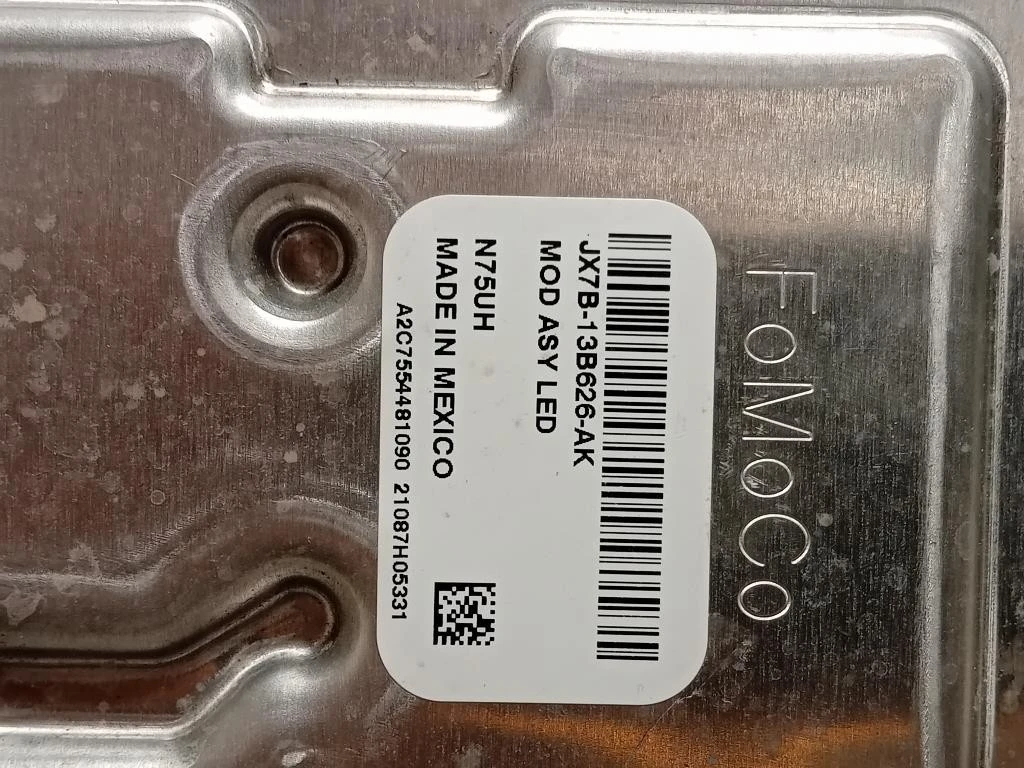 FoMoCo
JX7B-13B626-AK
MOD ASY LED
N75UH
MADE IN MEXICO
A2C7554481090 21087H05331